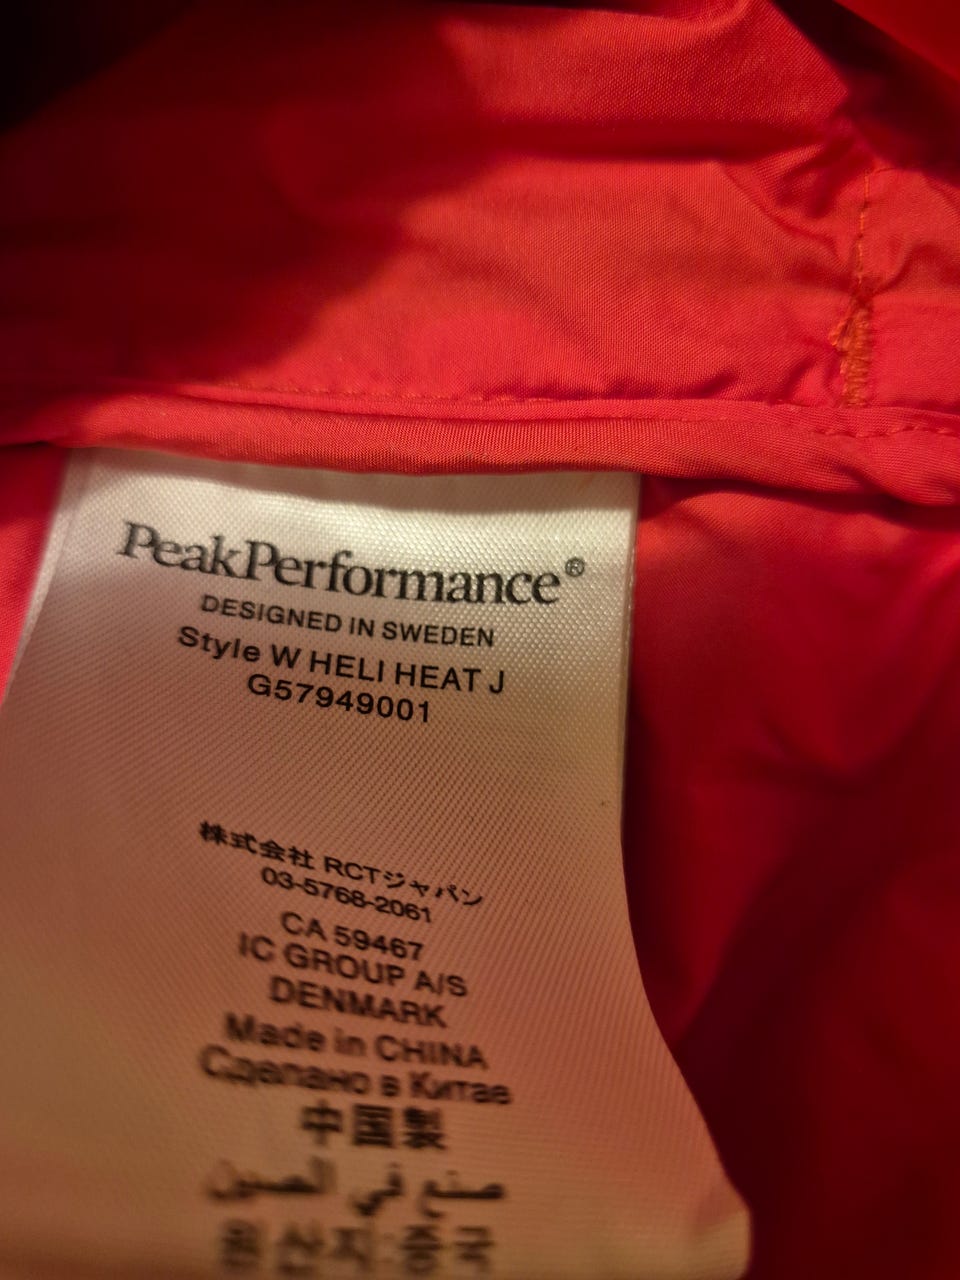 PeakPerformance®
DESIGNED IN SWEDEN
Style W HELI HEAT J
G57949001
株式会社 RCTジャパン
03-5768-2061
CA 59467
IC GROUP A/S
DENMARK
Made in CHINA
Сделано в Китае
中国製
صنع في الصين
원산지:중국